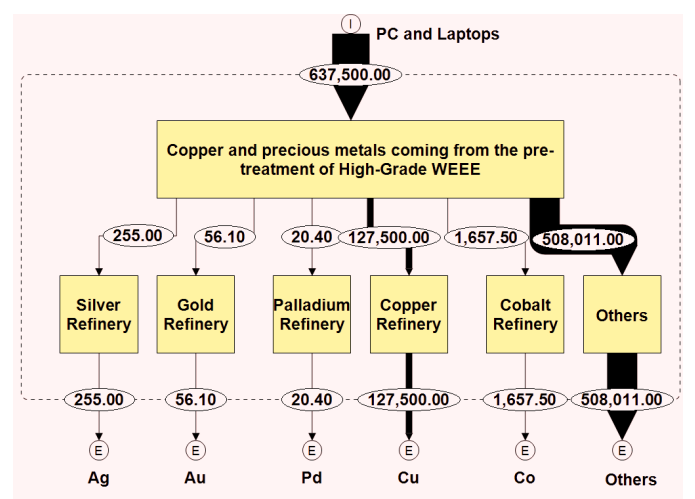 I
PC and Laptops
637,500.00
Copper and precious metals coming from the pre-
treatment of High-Grade WEEE
255.00
56.10
20.40
127,500.00
1,657.50
508,011.00
Silver
Refinery
Gold
Refinery
Palladium
Refinery
Copper
Refinery
Cobalt
Refinery
Others
255.00
56.10
20.40
127,500.00
1,657.50
508,011.00
E
E
E
E
E
E
Ag
Au
Pd
Cu
Co
Others